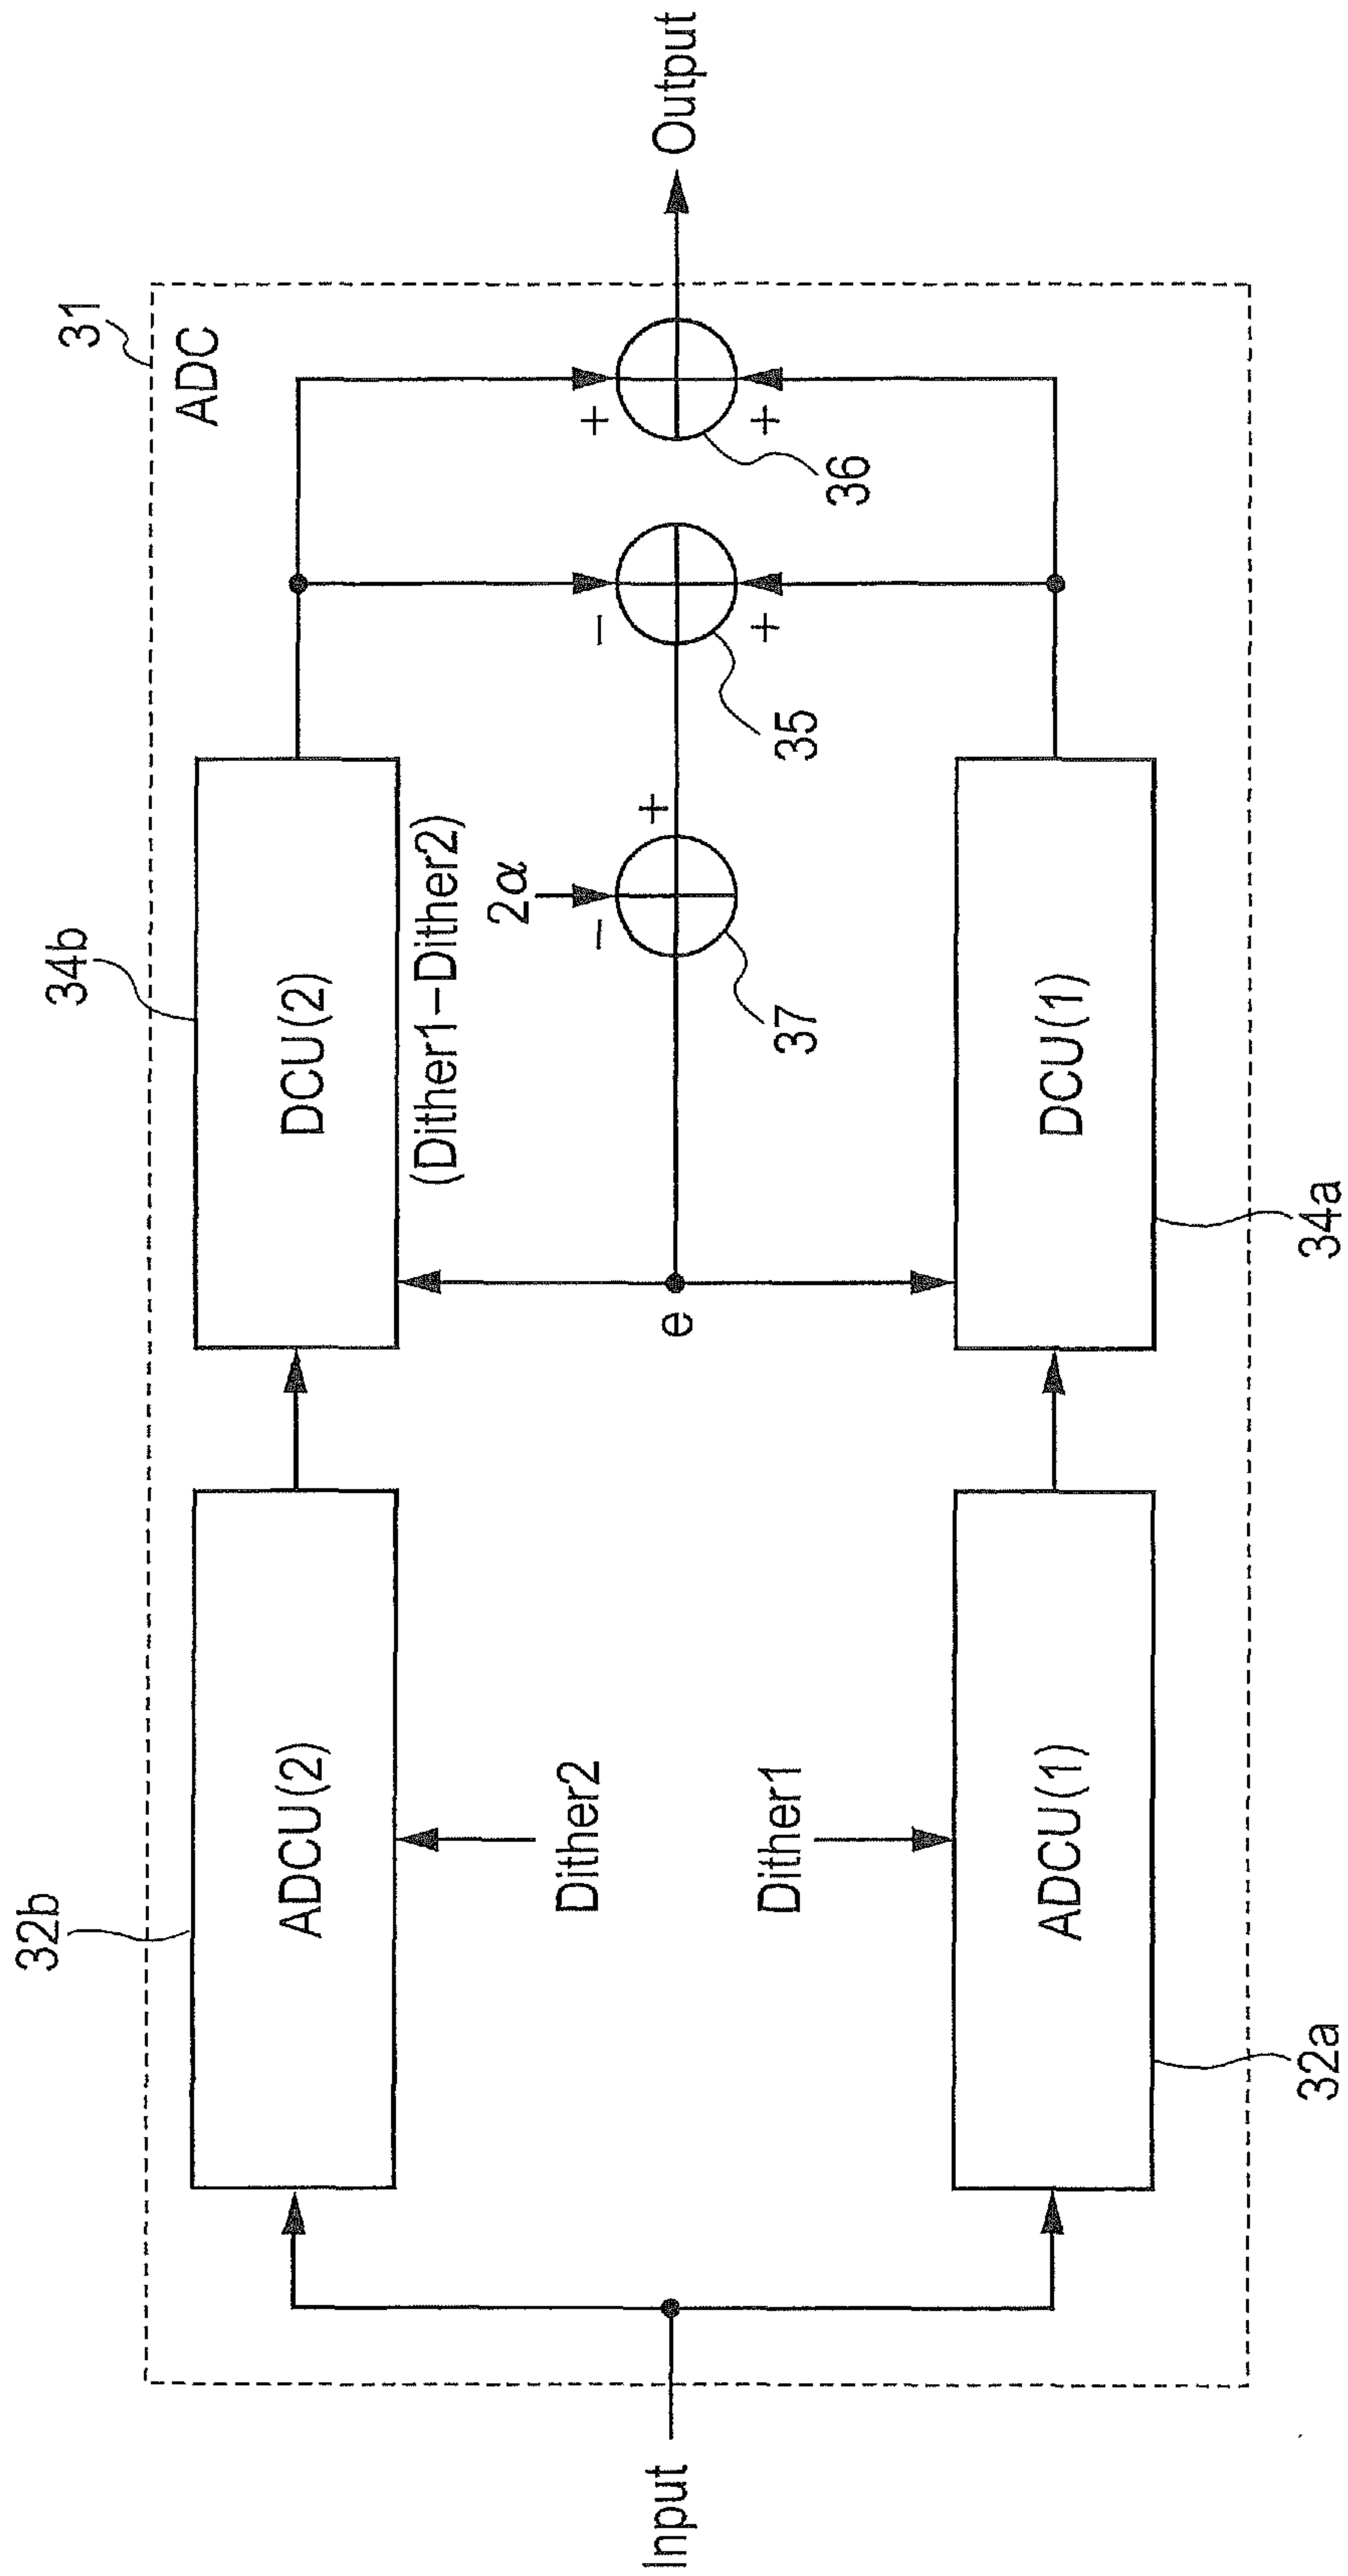 31
ADC
Input
32b
ADCU(2)
Dither2
Dither1
ADCU(1)
32a
34b
DCU(2)
(Dither1−Dither2)
e
2α
−
+
37
DCU(1)
34a
−
+
35
+
+
36
Output